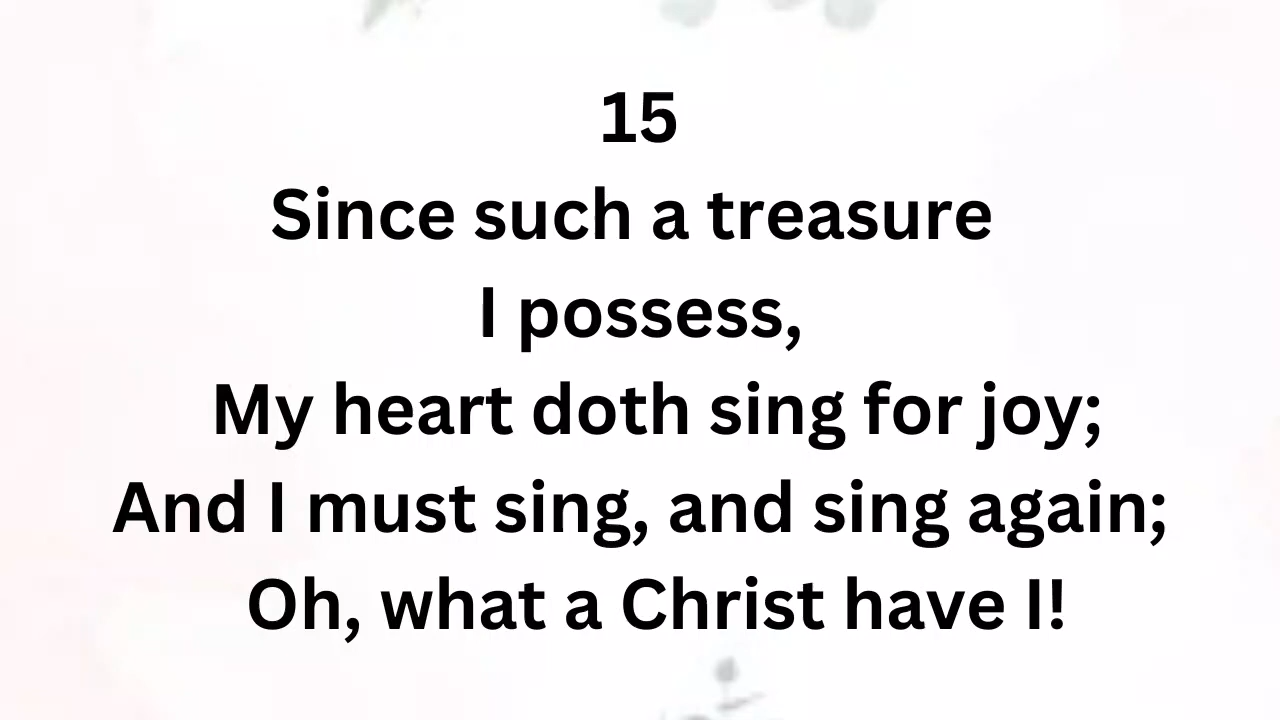 15
Since such a treasure
I possess,
My heart doth sing for joy;
And I must sing, and sing again;
Oh, what a Christ have I!